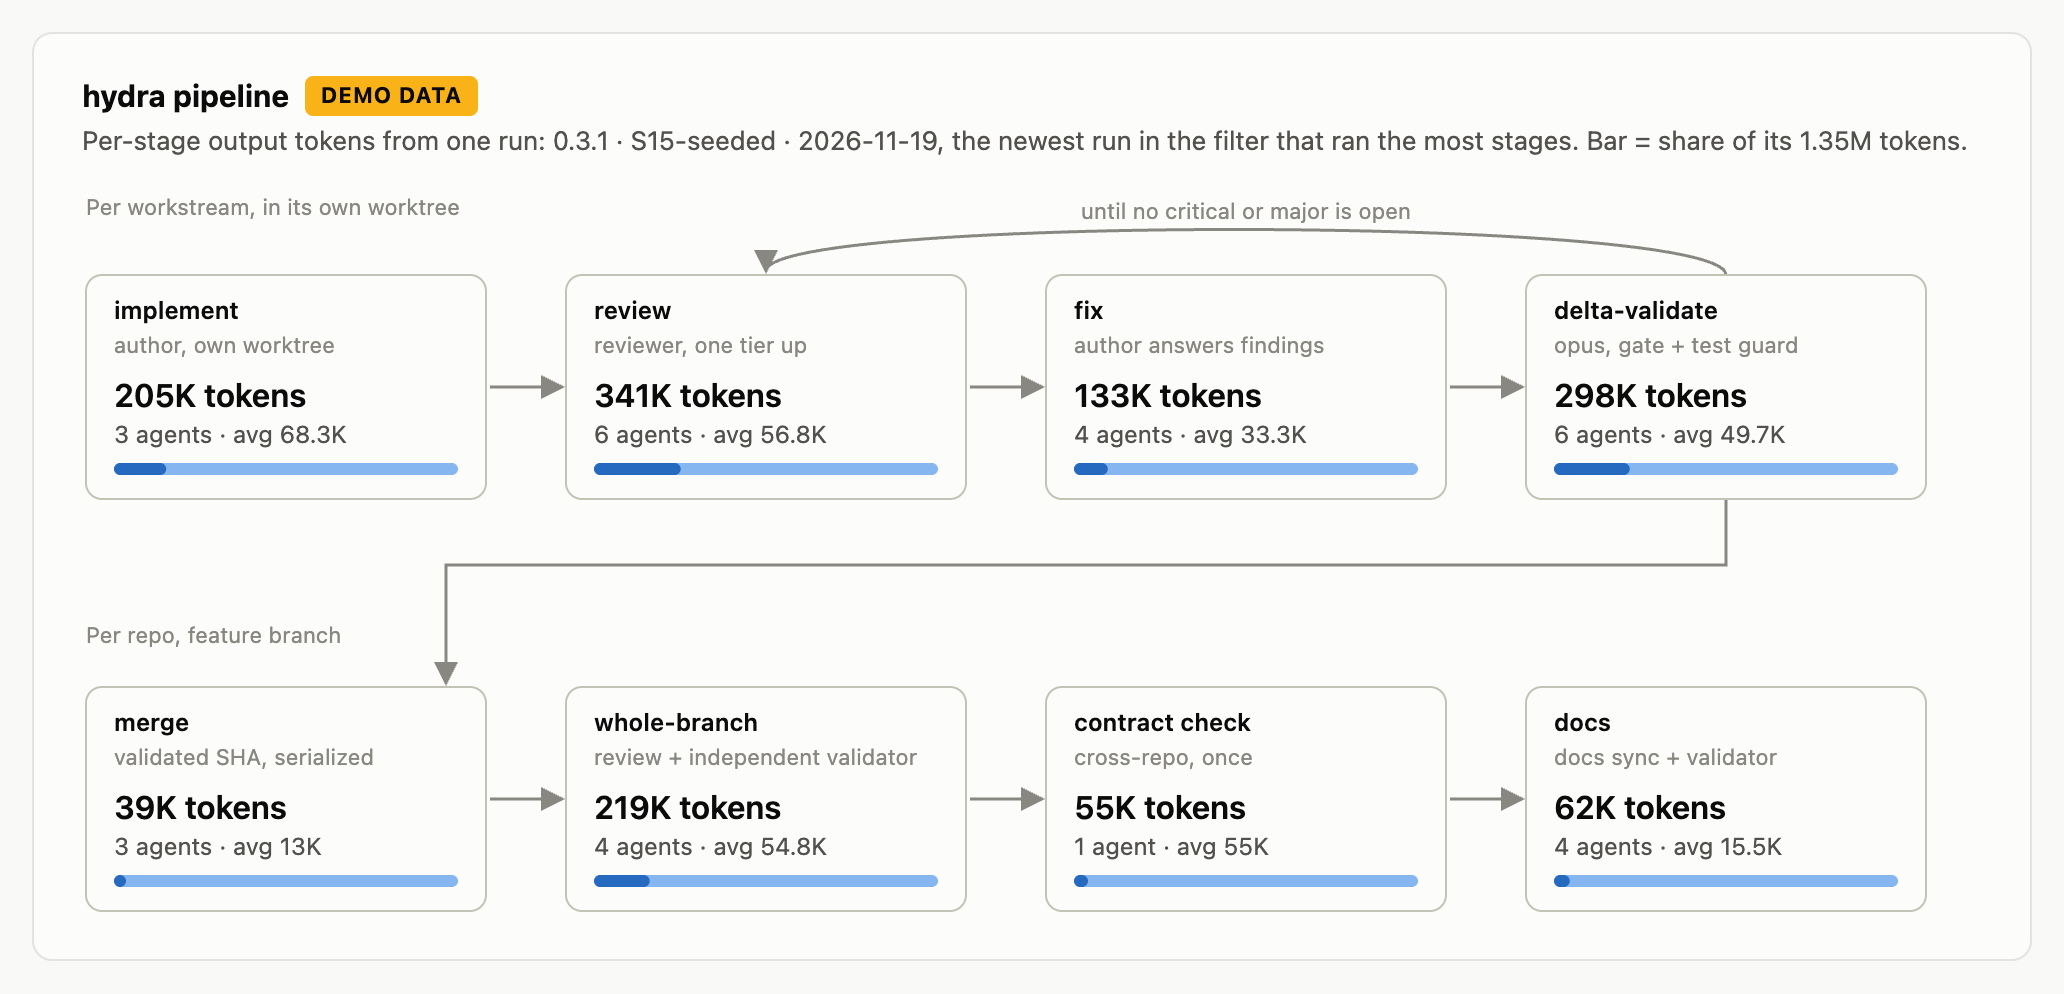 hydra pipeline DEMO DATA
Per-stage output tokens from one run: 0.3.1 · S15-seeded · 2026-11-19, the newest run in the filter that ran the most stages. Bar = share of its 1.35M tokens.
Per workstream, in its own worktree
until no critical or major is open
implement
author, own worktree
205K tokens
3 agents · avg 68.3K
review
reviewer, one tier up
341K tokens
6 agents · avg 56.8K
fix
author answers findings
133K tokens
4 agents · avg 33.3K
delta-validate
opus, gate + test guard
298K tokens
6 agents · avg 49.7K
Per repo, feature branch
merge
validated SHA, serialized
39K tokens
3 agents · avg 13K
whole-branch
review + independent validator
219K tokens
4 agents · avg 54.8K
contract check
cross-repo, once
55K tokens
1 agent · avg 55K
docs
docs sync + validator
62K tokens
4 agents · avg 15.5K